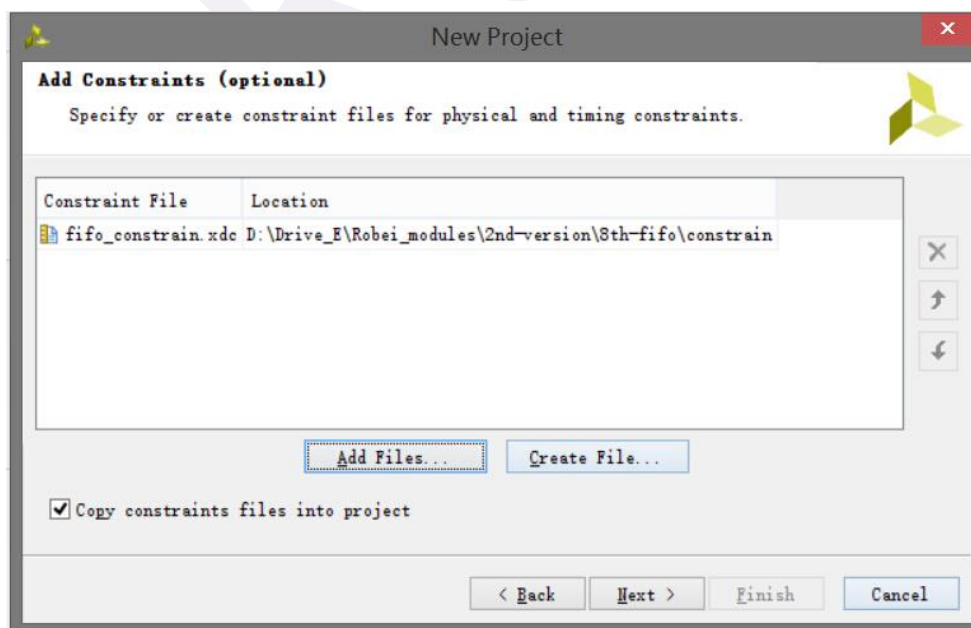 New Project
Add Constraints (optional)
Specify or create constraint files for physical and timing constraints.
Constraint File Location
fifo_constrain.xdc D:\Drive_E\Robei_modules\2nd-version\8th-fifo\constrain
Add Files... Create File...
Copy constraints files into project
< Back Next > Finish Cancel